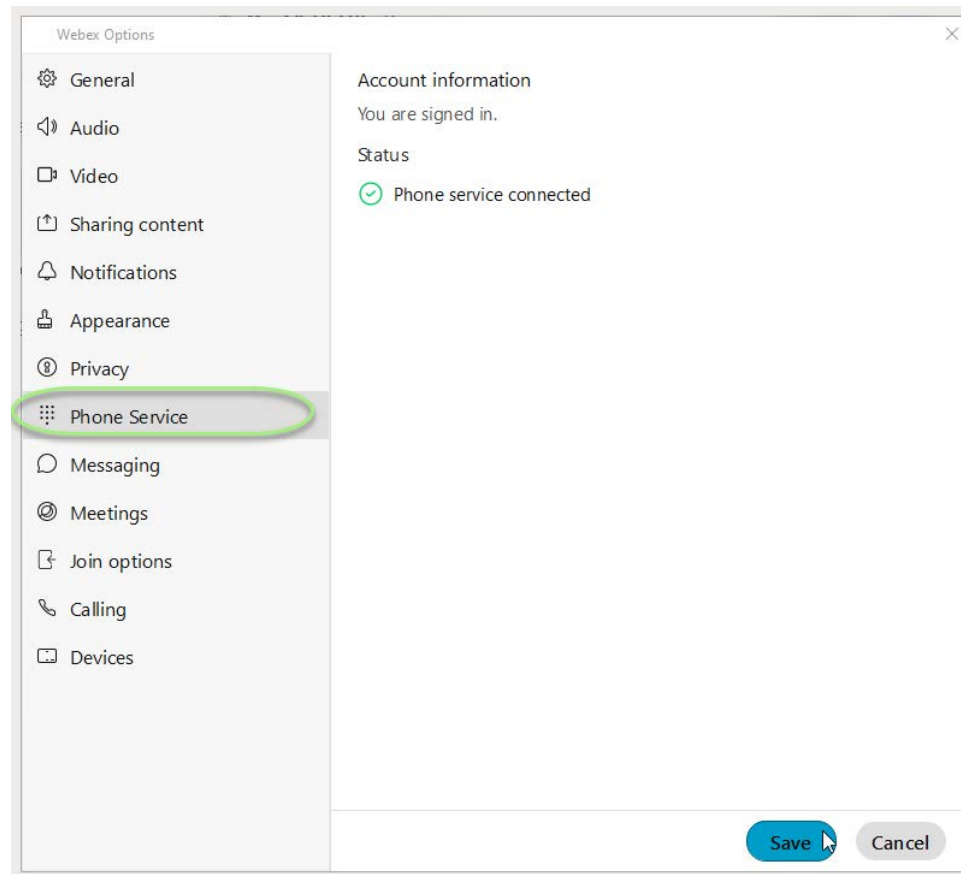 Webex Options
General
Audio
Video
Sharing content
Notifications
Appearance
Privacy
Phone Service
Messaging
Meetings
Join options
Calling
Devices
Account information
You are signed in.
Status
Phone service connected
Save
Cancel